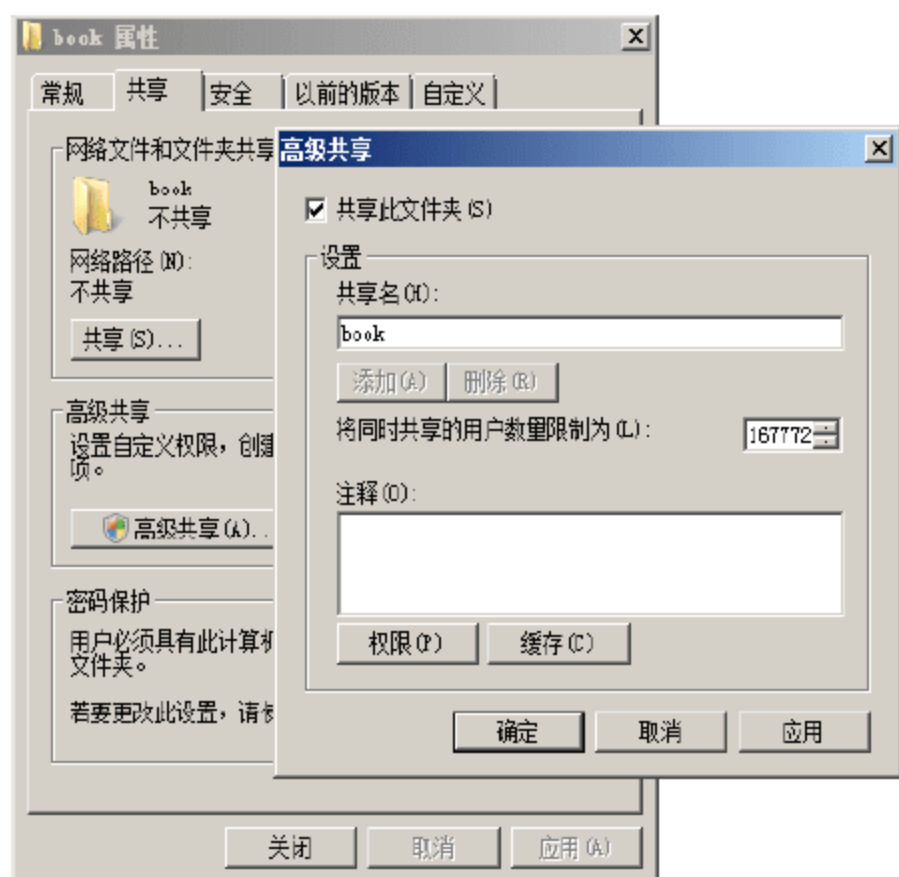 book 属性
常规 共享 安全 以前的版本 自定义
网络文件和文件夹共享
book
不共享
网络路径(N):
不共享
共享(S)...
高级共享
设置自定义权限，创建
项。
高级共享(A)..
密码保护
用户必须具有此计算机
文件夹。
若要更改此设置，请
关闭 取消 应用(A)
高级共享
共享此文件夹(S)
设置
共享名(H):
book
添加(A) 删除(R)
将同时共享的用户数量限制为(L):
167772
注释(O):
权限(P) 缓存(C)
确定 取消 应用